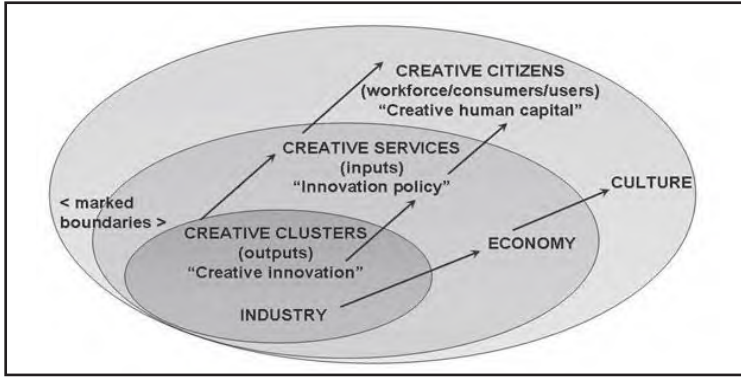 CREATIVE CITIZENS
(workforce/consumers/users)
“Creative human capital”
CREATIVE SERVICES
(inputs)
“Innovation policy”
CULTURE
< marked
boundaries >
CREATIVE CLUSTERS
(outputs)
“Creative innovation”
ECONOMY
INDUSTRY